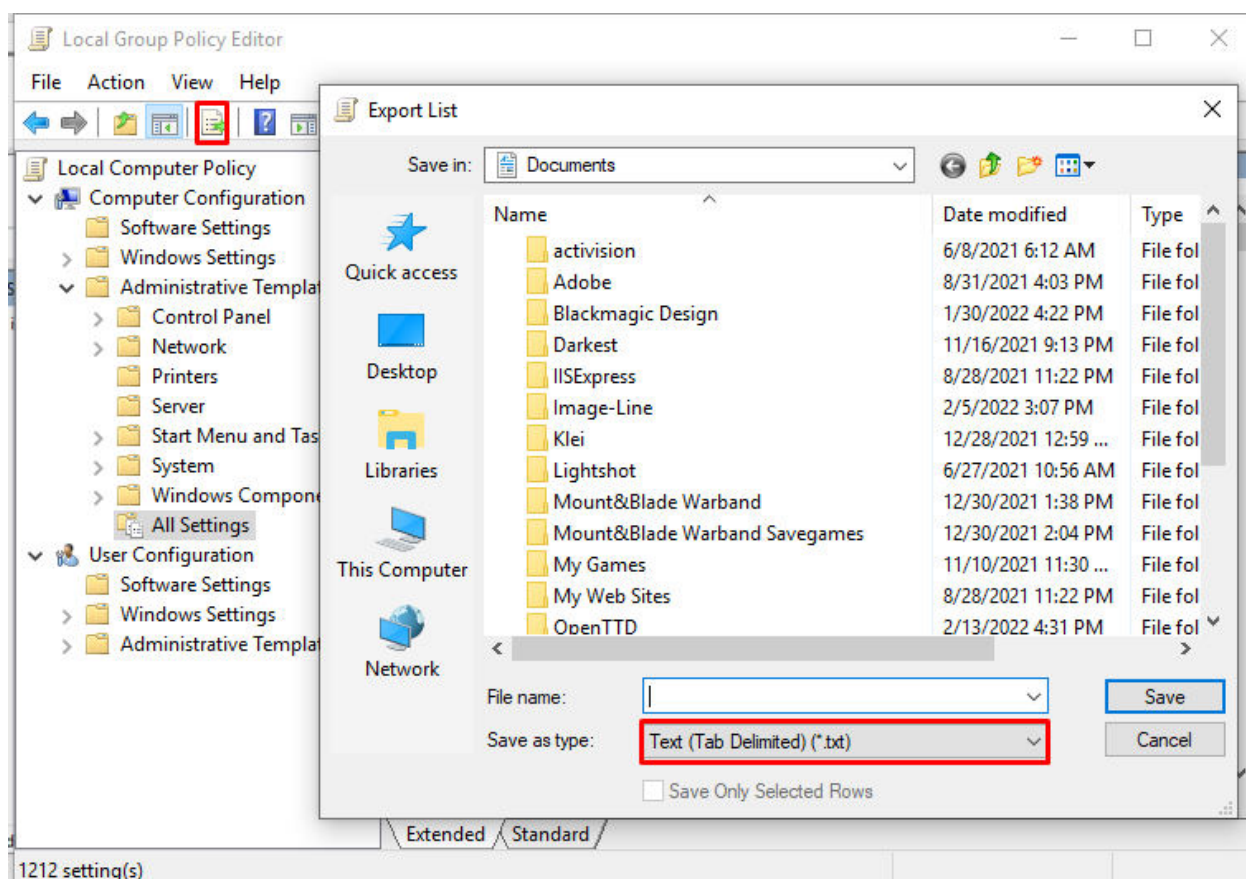 Local Group Policy Editor
File Action View Help
Local Computer Policy
Computer Configuration
Software Settings
Windows Settings
Administrative Templat
Control Panel
Network
Printers
Server
Start Menu and Tas
System
Windows Compone
All Settings
User Configuration
Software Settings
Windows Settings
Administrative Templat
Export List
Save in: Documents
Quick access
Desktop
Libraries
This Computer
Network
Name Date modified Type
activision 6/8/2021 6:12 AM File fol
Adobe 8/31/2021 4:03 PM File fol
Blackmagic Design 1/30/2022 4:22 PM File fol
Darkest 11/16/2021 9:13 PM File fol
IISExpress 8/28/2021 11:22 PM File fol
Image-Line 2/5/2022 3:07 PM File fol
Klei 12/28/2021 12:59 ... File fol
Lightshot 6/27/2021 10:56 AM File fol
Mount&Blade Warband 12/30/2021 1:38 PM File fol
Mount&Blade Warband Savegames 12/30/2021 2:04 PM File fol
My Games 11/10/2021 11:30 ... File fol
My Web Sites 8/28/2021 11:22 PM File fol
OpenTTD 2/13/2022 4:31 PM File fol
File name: Save
Save as type: Text (Tab Delimited) (*.txt) Cancel
Save Only Selected Rows
Extended Standard
1212 setting(s)